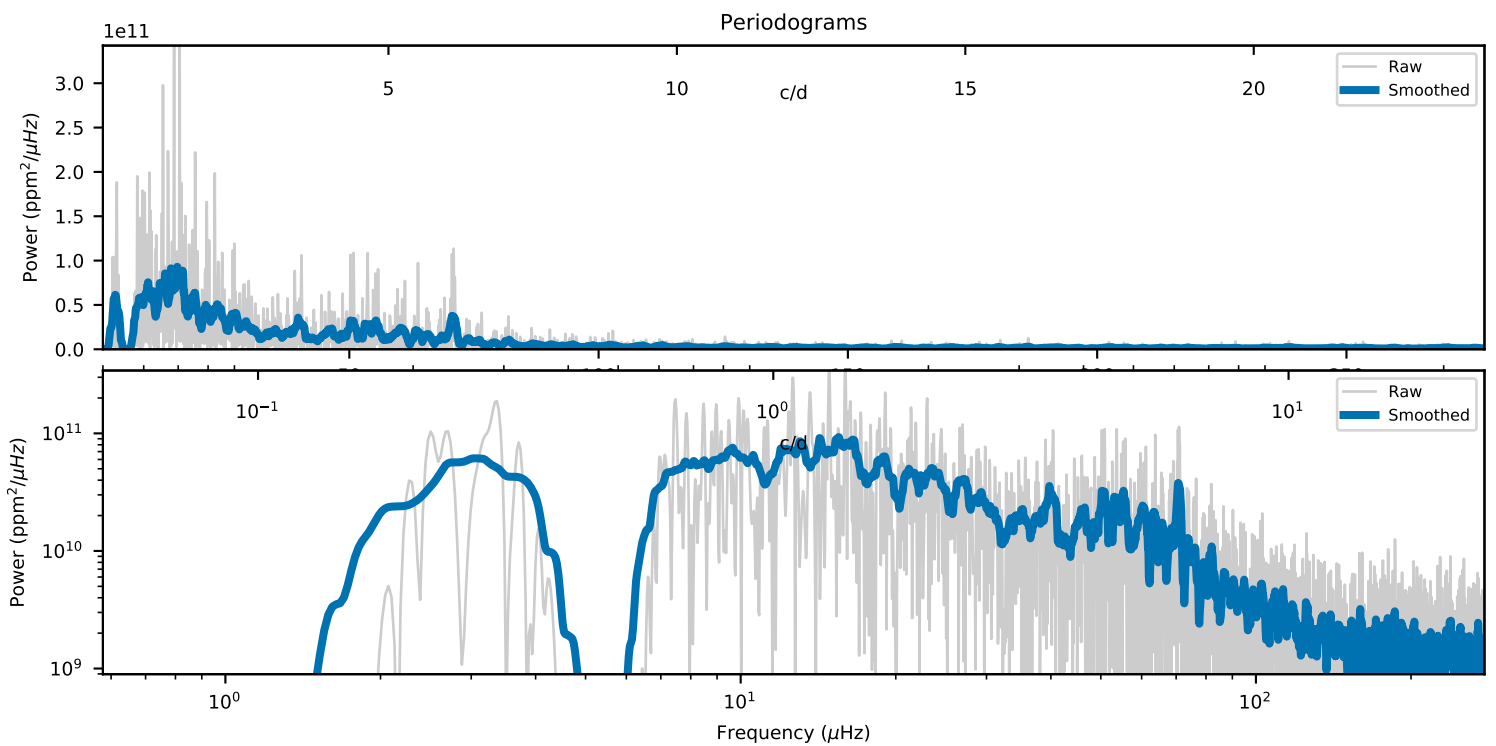 Periodograms
1e11
Power (ppm²/μHz)
3.0
2.5
2.0
1.5
1.0
0.5
0.0
5
10
15
20
c/d
Raw
Smoothed
Power (ppm²/μHz)
10¹¹
10¹⁰
10⁹
10⁻¹
10⁰
10¹
c/d
Raw
Smoothed
10⁰
10¹
10²
Frequency (μHz)